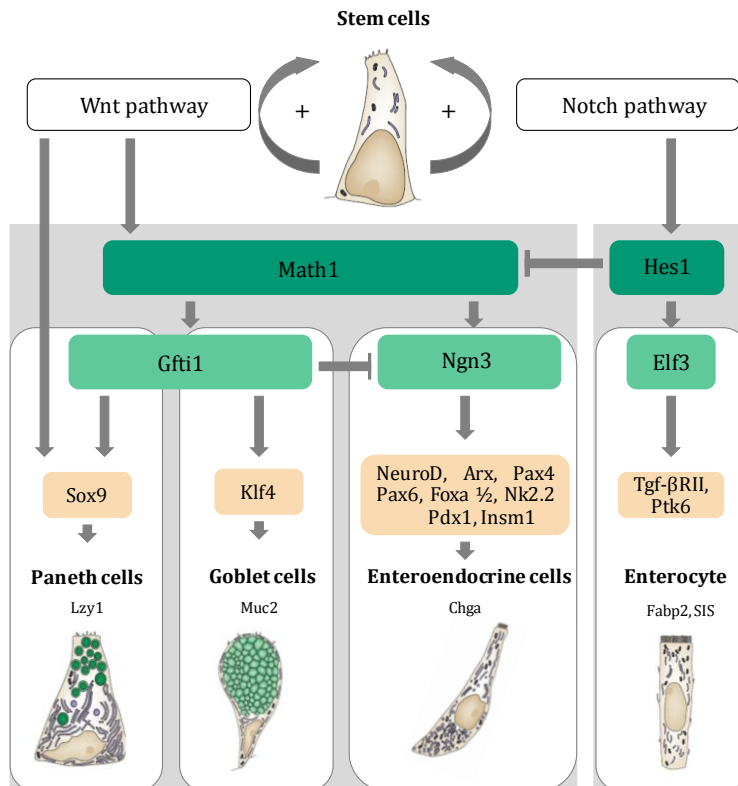 Stem cells
Wnt pathway
+
+
Notch pathway
Math1
Hes1
Gfti1
Ngn3
Elf3
Sox9
Klf4
NeuroD, Arx, Pax4
Pax6, Foxa ½, Nk2.2
Pdx1, Insm1
Tgf-βRII,
Ptk6
Paneth cells
Lzy1
Goblet cells
Muc2
Enteroendocrine cells
Chga
Enterocyte
Fabp2, SIS